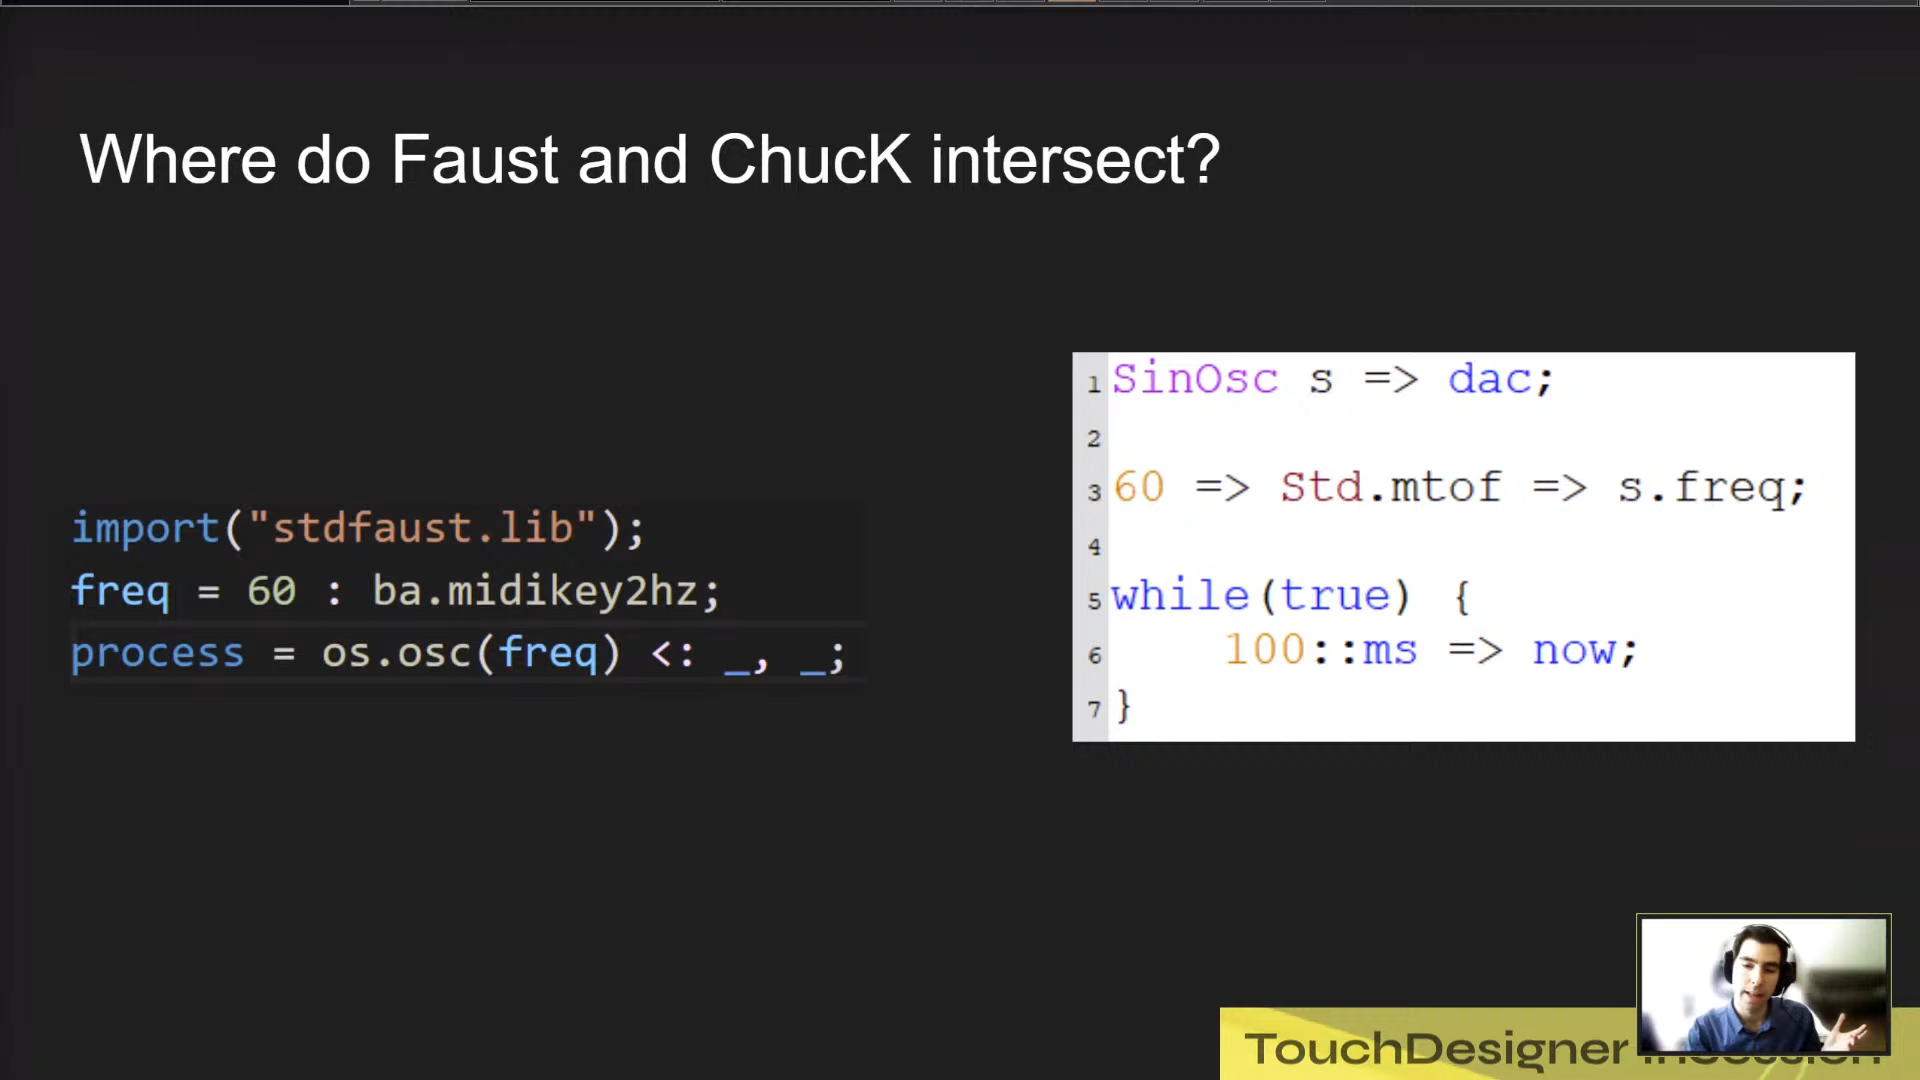 Where do Faust and ChucK intersect?
import("stdfaust.lib");
freq = 60 : ba.midikey2hz;
process = os.osc(freq) <: _, _;
1 SinOsc s => dac;
2
3 60 => Std.mtof => s.freq;
4
5 while(true) {
6 100::ms => now;
7 }
TouchDesigner